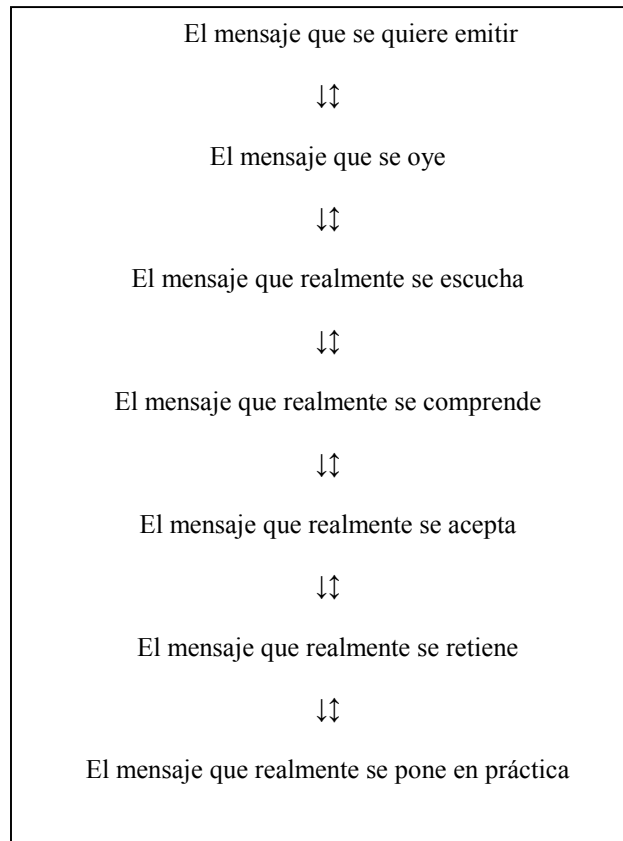 El mensaje que se quiere emitir
↓↕
El mensaje que se oye
↓↕
El mensaje que realmente se escucha
↓↕
El mensaje que realmente se comprende
↓↕
El mensaje que realmente se acepta
↓↕
El mensaje que realmente se retiene
↓↕
El mensaje que realmente se pone en práctica